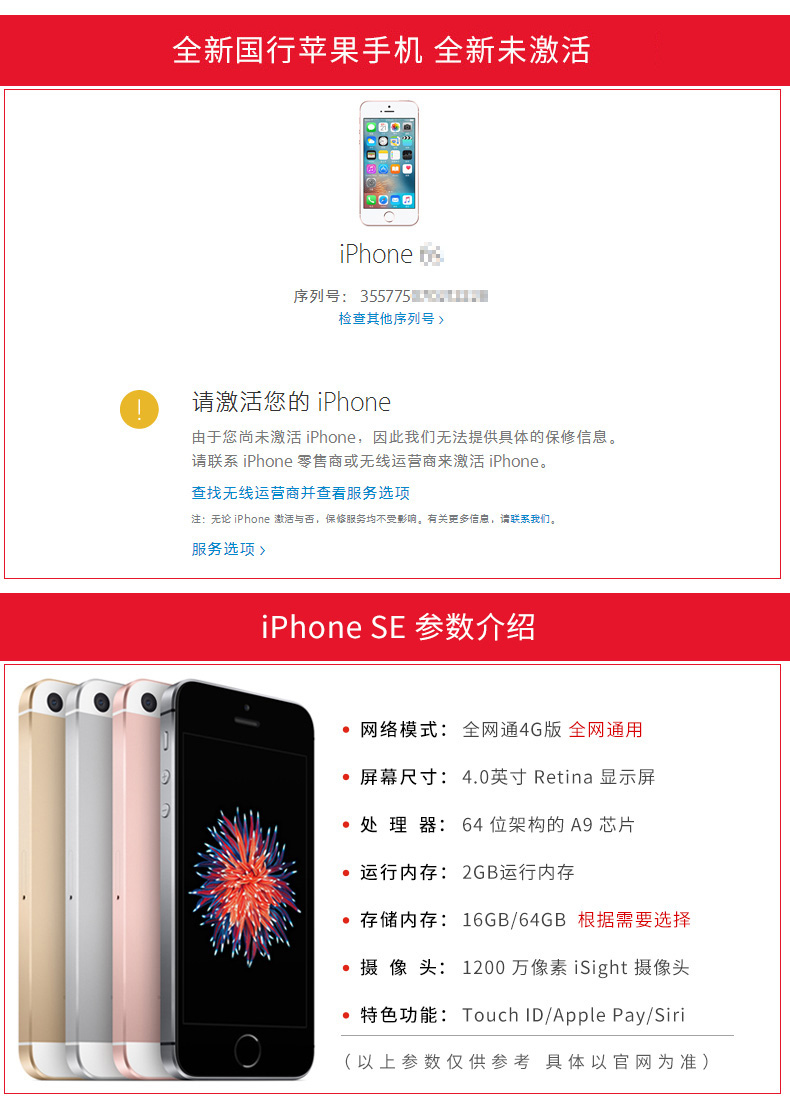 全新国行苹果手机 全新未激活
iPhone
序列号： 355775
检查其他序列号 ›
!
请激活您的 iPhone
由于您尚未激活 iPhone，因此我们无法提供具体的保修信息。
请联系 iPhone 零售商或无线运营商来激活 iPhone。
查找无线运营商并查看服务选项
注：无论 iPhone 激活与否，保修服务均不受影响。有关更多信息，请联系我们。
服务选项 ›
iPhone SE 参数介绍
• 网络模式： 全网通4G版 全网通用
• 屏幕尺寸： 4.0英寸 Retina 显示屏
• 处 理 器： 64 位架构的 A9 芯片
• 运行内存： 2GB运行内存
• 存储内存： 16GB/64GB 根据需要选择
• 摄 像 头： 1200 万像素 iSight 摄像头
• 特色功能： Touch ID/Apple Pay/Siri
（以上参数仅供参考 具体以官网为准）